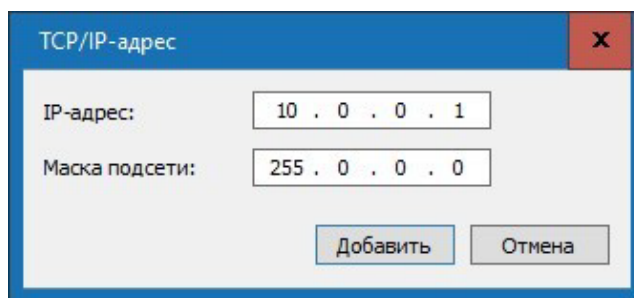 TCP/IP-адрес x
IP-адрес: 10 . 0 . 0 . 1
Маска подсети: 255 . 0 . 0 . 0
Добавить Отмена